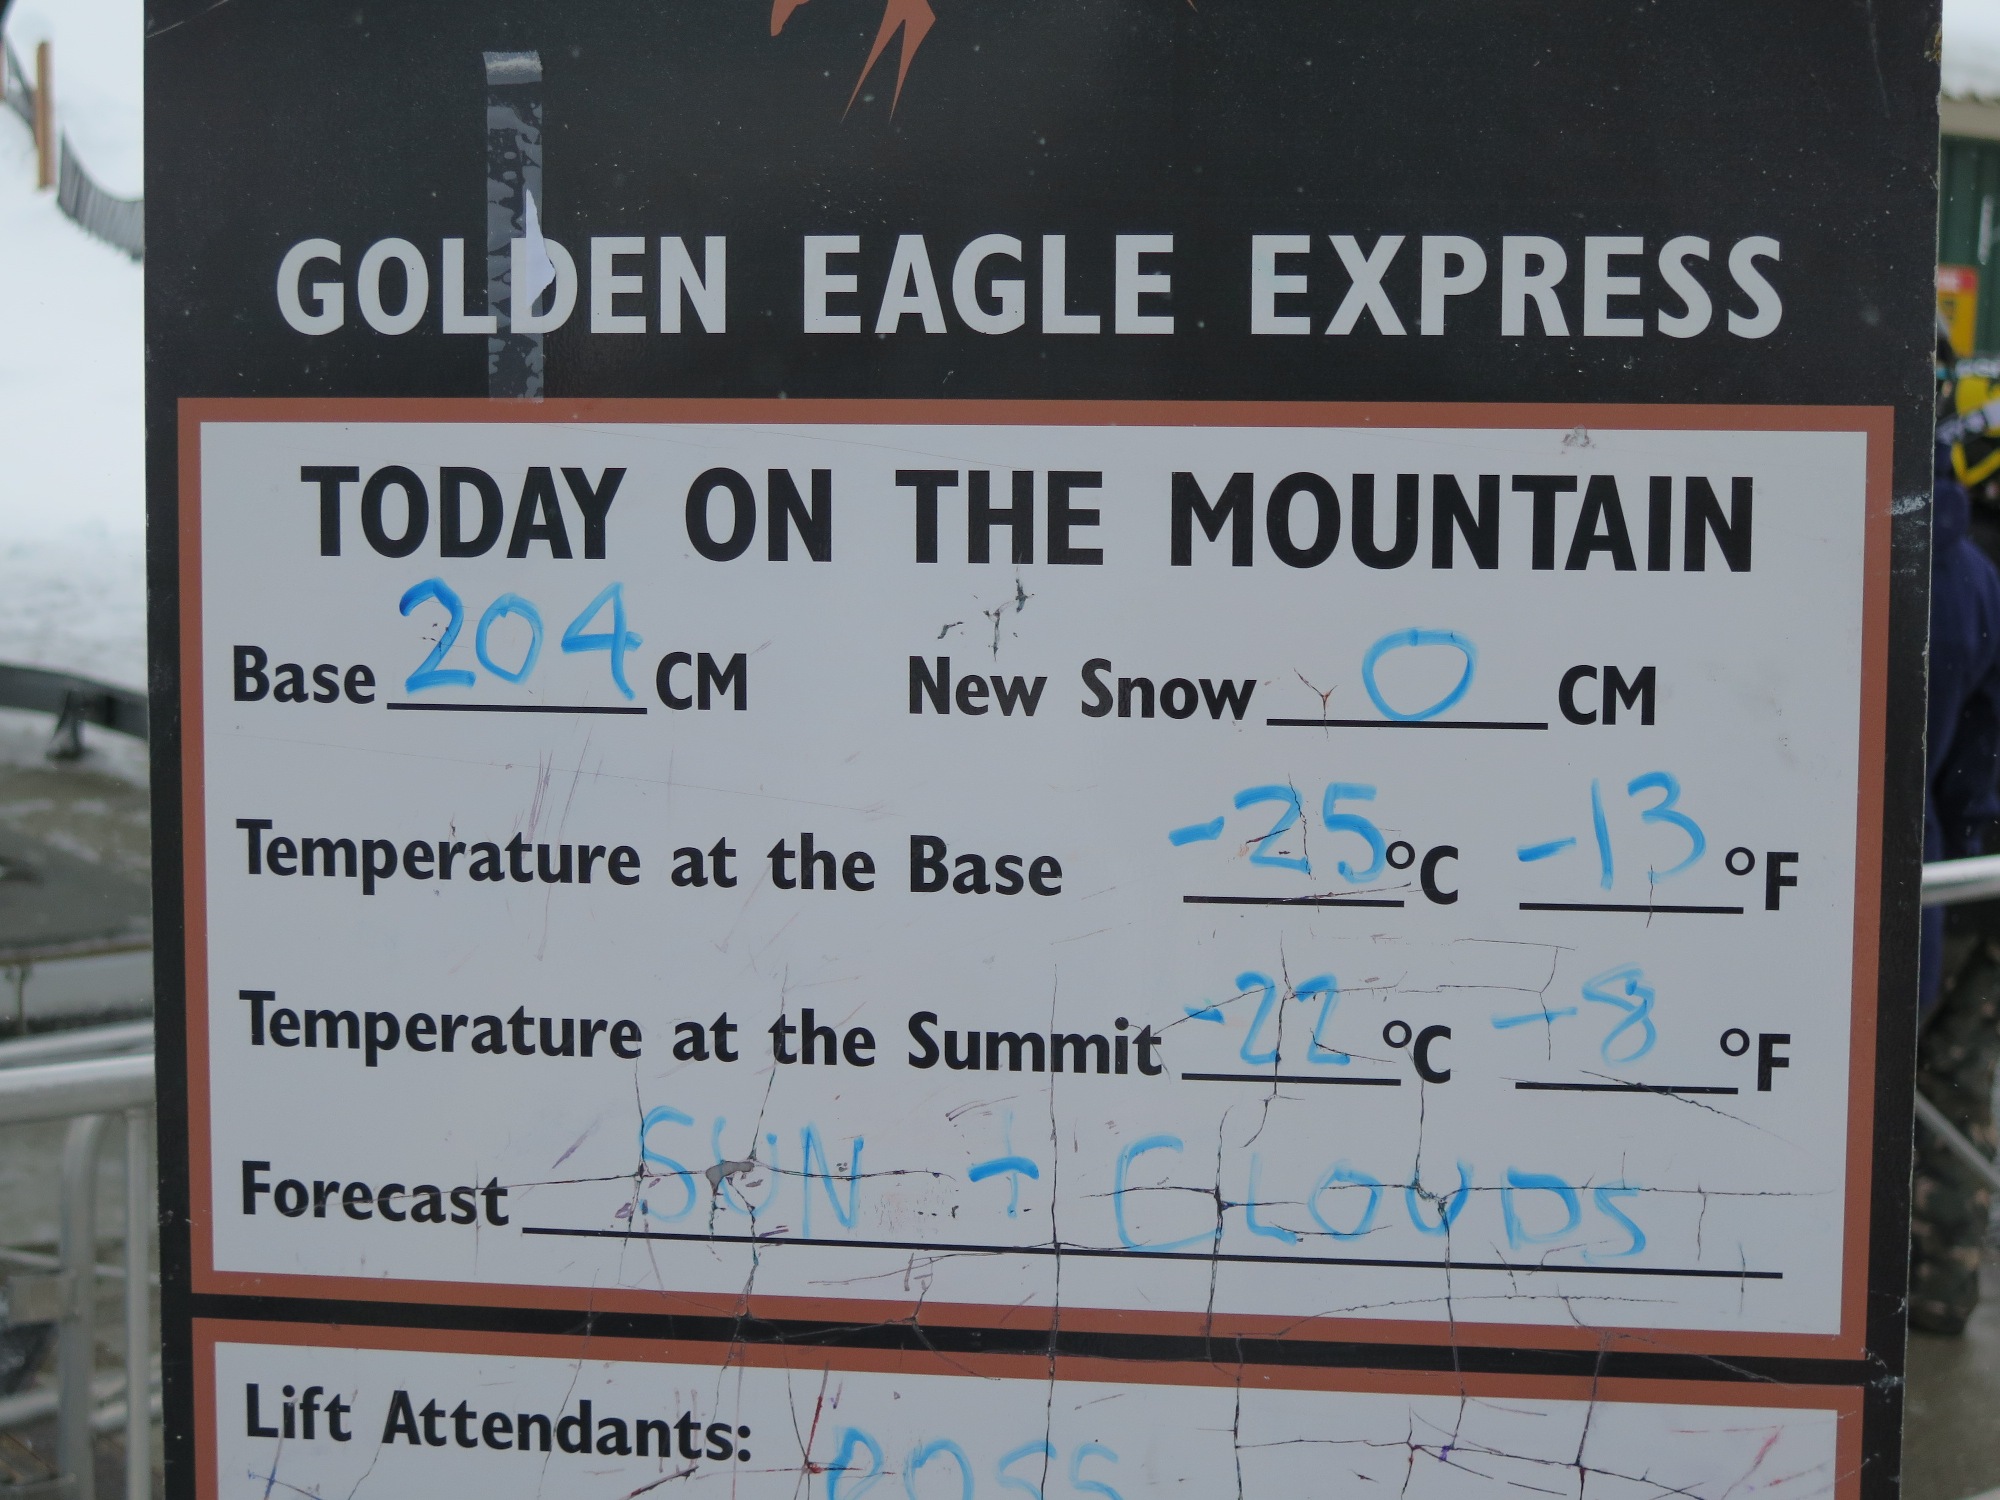 GOLDEN EAGLE EXPRESS
TODAY ON THE MOUNTAIN
Base 204 CM New Snow 0 CM
Temperature at the Base -25 °C -13 °F
Temperature at the Summit -22 °C -8 °F
Forecast SUN + CLOUDS
Lift Attendants: ROSS